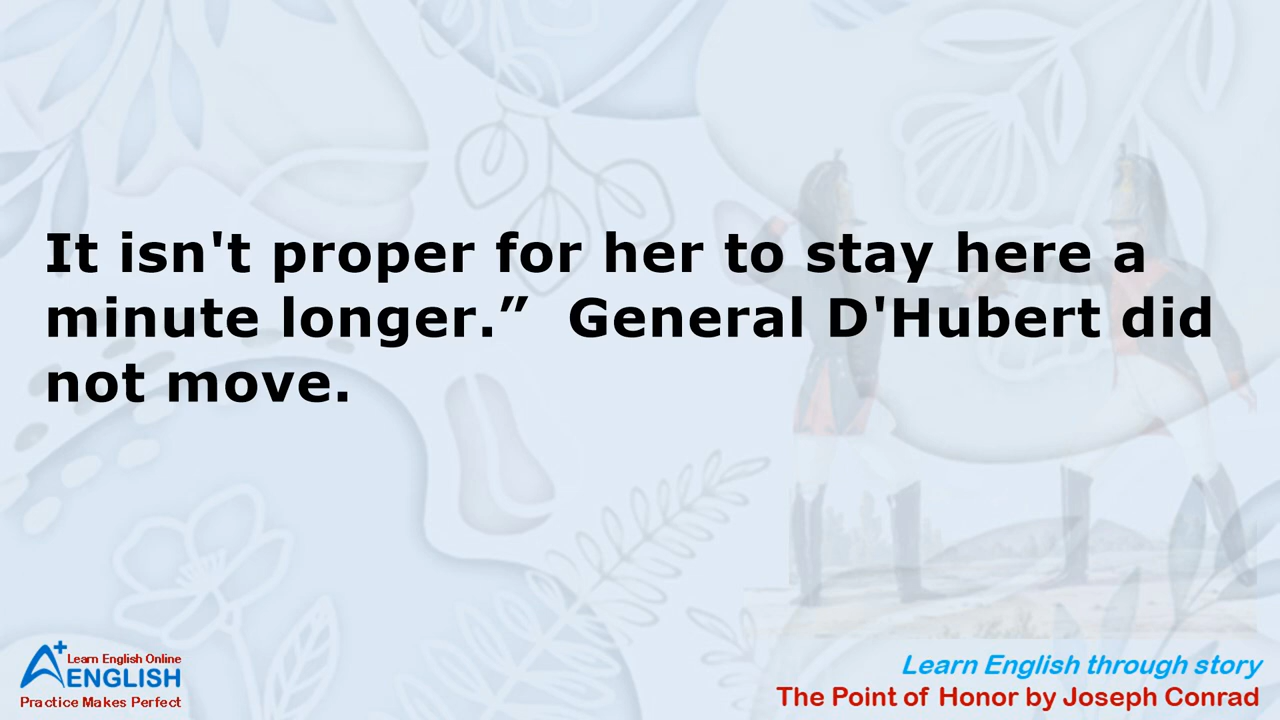 It isn't proper for her to stay here a
minute longer.”  General D'Hubert did
not move.
A+
Learn English Online
ENGLISH
Practice Makes Perfect
Learn English through story
The Point of Honor by Joseph Conrad